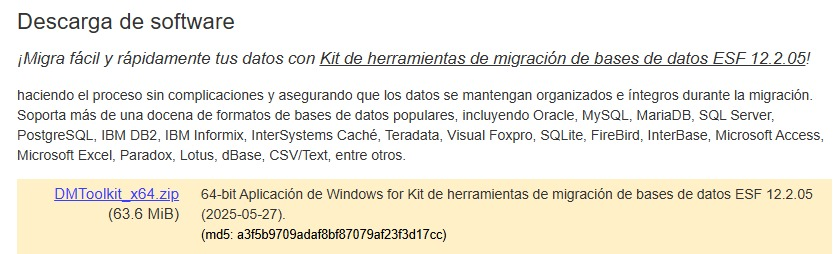 Descarga de software
¡Migra fácil y rápidamente tus datos con Kit de herramientas de migración de bases de datos ESF 12.2.05!
haciendo el proceso sin complicaciones y asegurando que los datos se mantengan organizados e íntegros durante la migración.
Soporta más de una docena de formatos de bases de datos populares, incluyendo Oracle, MySQL, MariaDB, SQL Server,
PostgreSQL, IBM DB2, IBM Informix, InterSystems Caché, Teradata, Visual Foxpro, SQLite, FireBird, InterBase, Microsoft Access,
Microsoft Excel, Paradox, Lotus, dBase, CSV/Text, entre otros.
DMToolkit_x64.zip 64-bit Aplicación de Windows for Kit de herramientas de migración de bases de datos ESF 12.2.05
(63.6 MiB) (2025-05-27).
(md5: a3f5b9709adaf8bf87079af23f3d17cc)